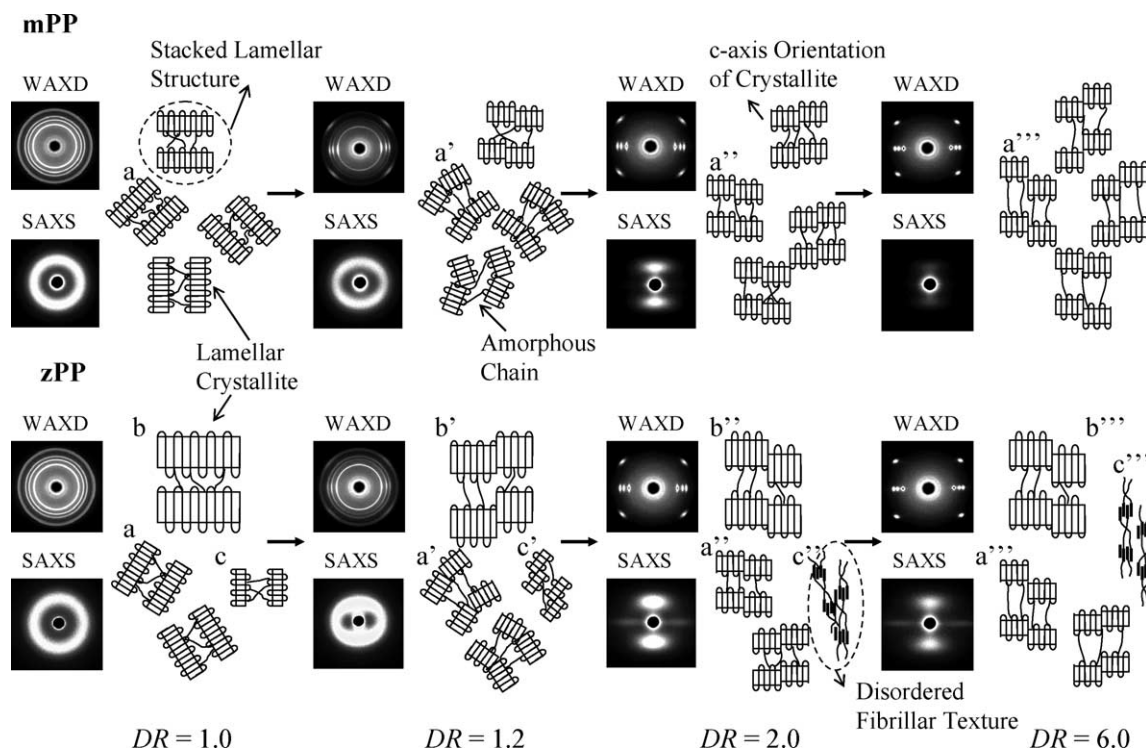 mPP
Stacked Lamellar
Structure
c-axis Orientation
of Crystallite
WAXD
WAXD
WAXD
WAXD
a
a'
a''
a'''
SAXS
SAXS
SAXS
SAXS
Lamellar
Crystallite
Amorphous
Chain
zPP
WAXD
WAXD
WAXD
WAXD
b
b'
b''
b'''
c'''
a
c
a'
c'
a''
c''
a'''
SAXS
SAXS
SAXS
SAXS
Disordered
Fibrillar Texture
DR = 1.0
DR = 1.2
DR = 2.0
DR = 6.0